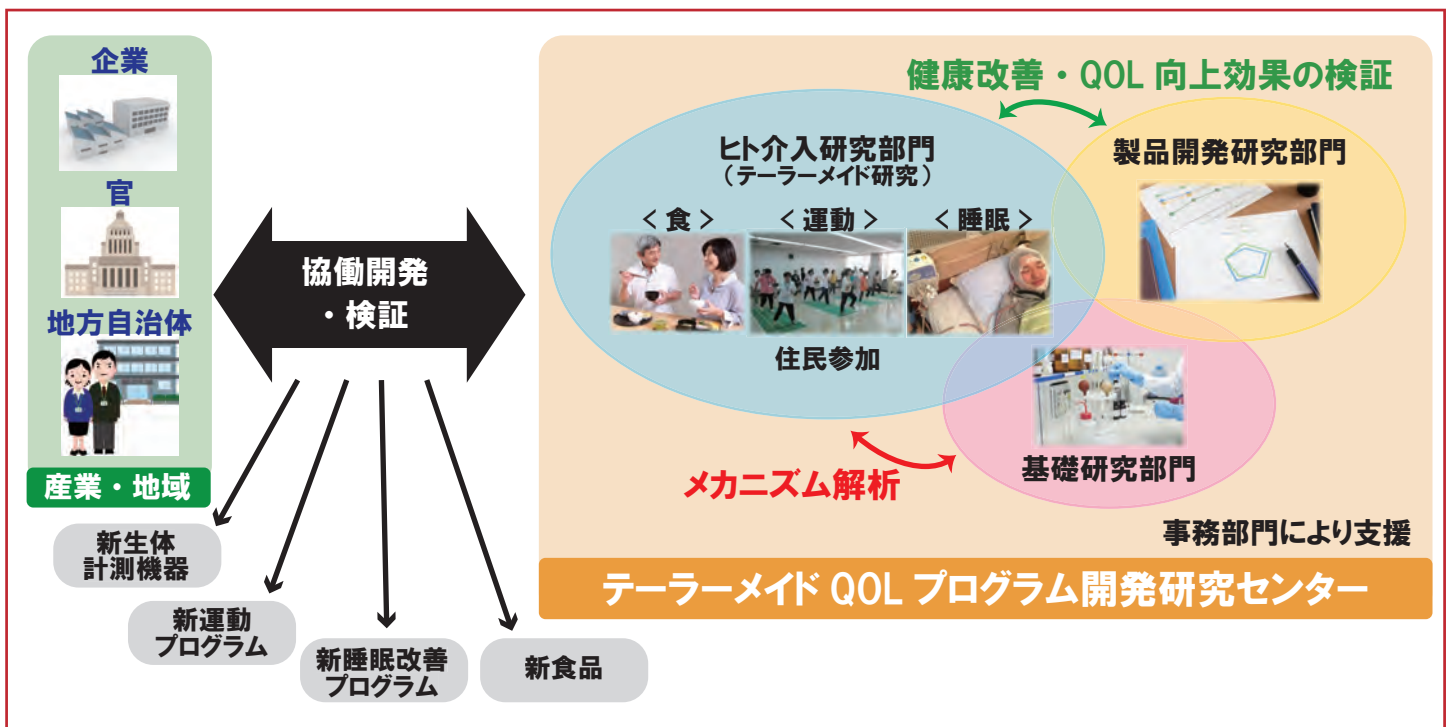 企業
官
地方自治体
産業・地域
協働開発
・検証
新生体
計測機器
新運動
プログラム
新睡眠改善
プログラム
新食品
健康改善・QOL 向上効果の検証
ヒト介入研究部門
（テーラーメイド研究）
＜食＞
＜運動＞
＜睡眠＞
住民参加
製品開発研究部門
基礎研究部門
メカニズム解析
事務部門により支援
テーラーメイド QOL プログラム開発研究センター